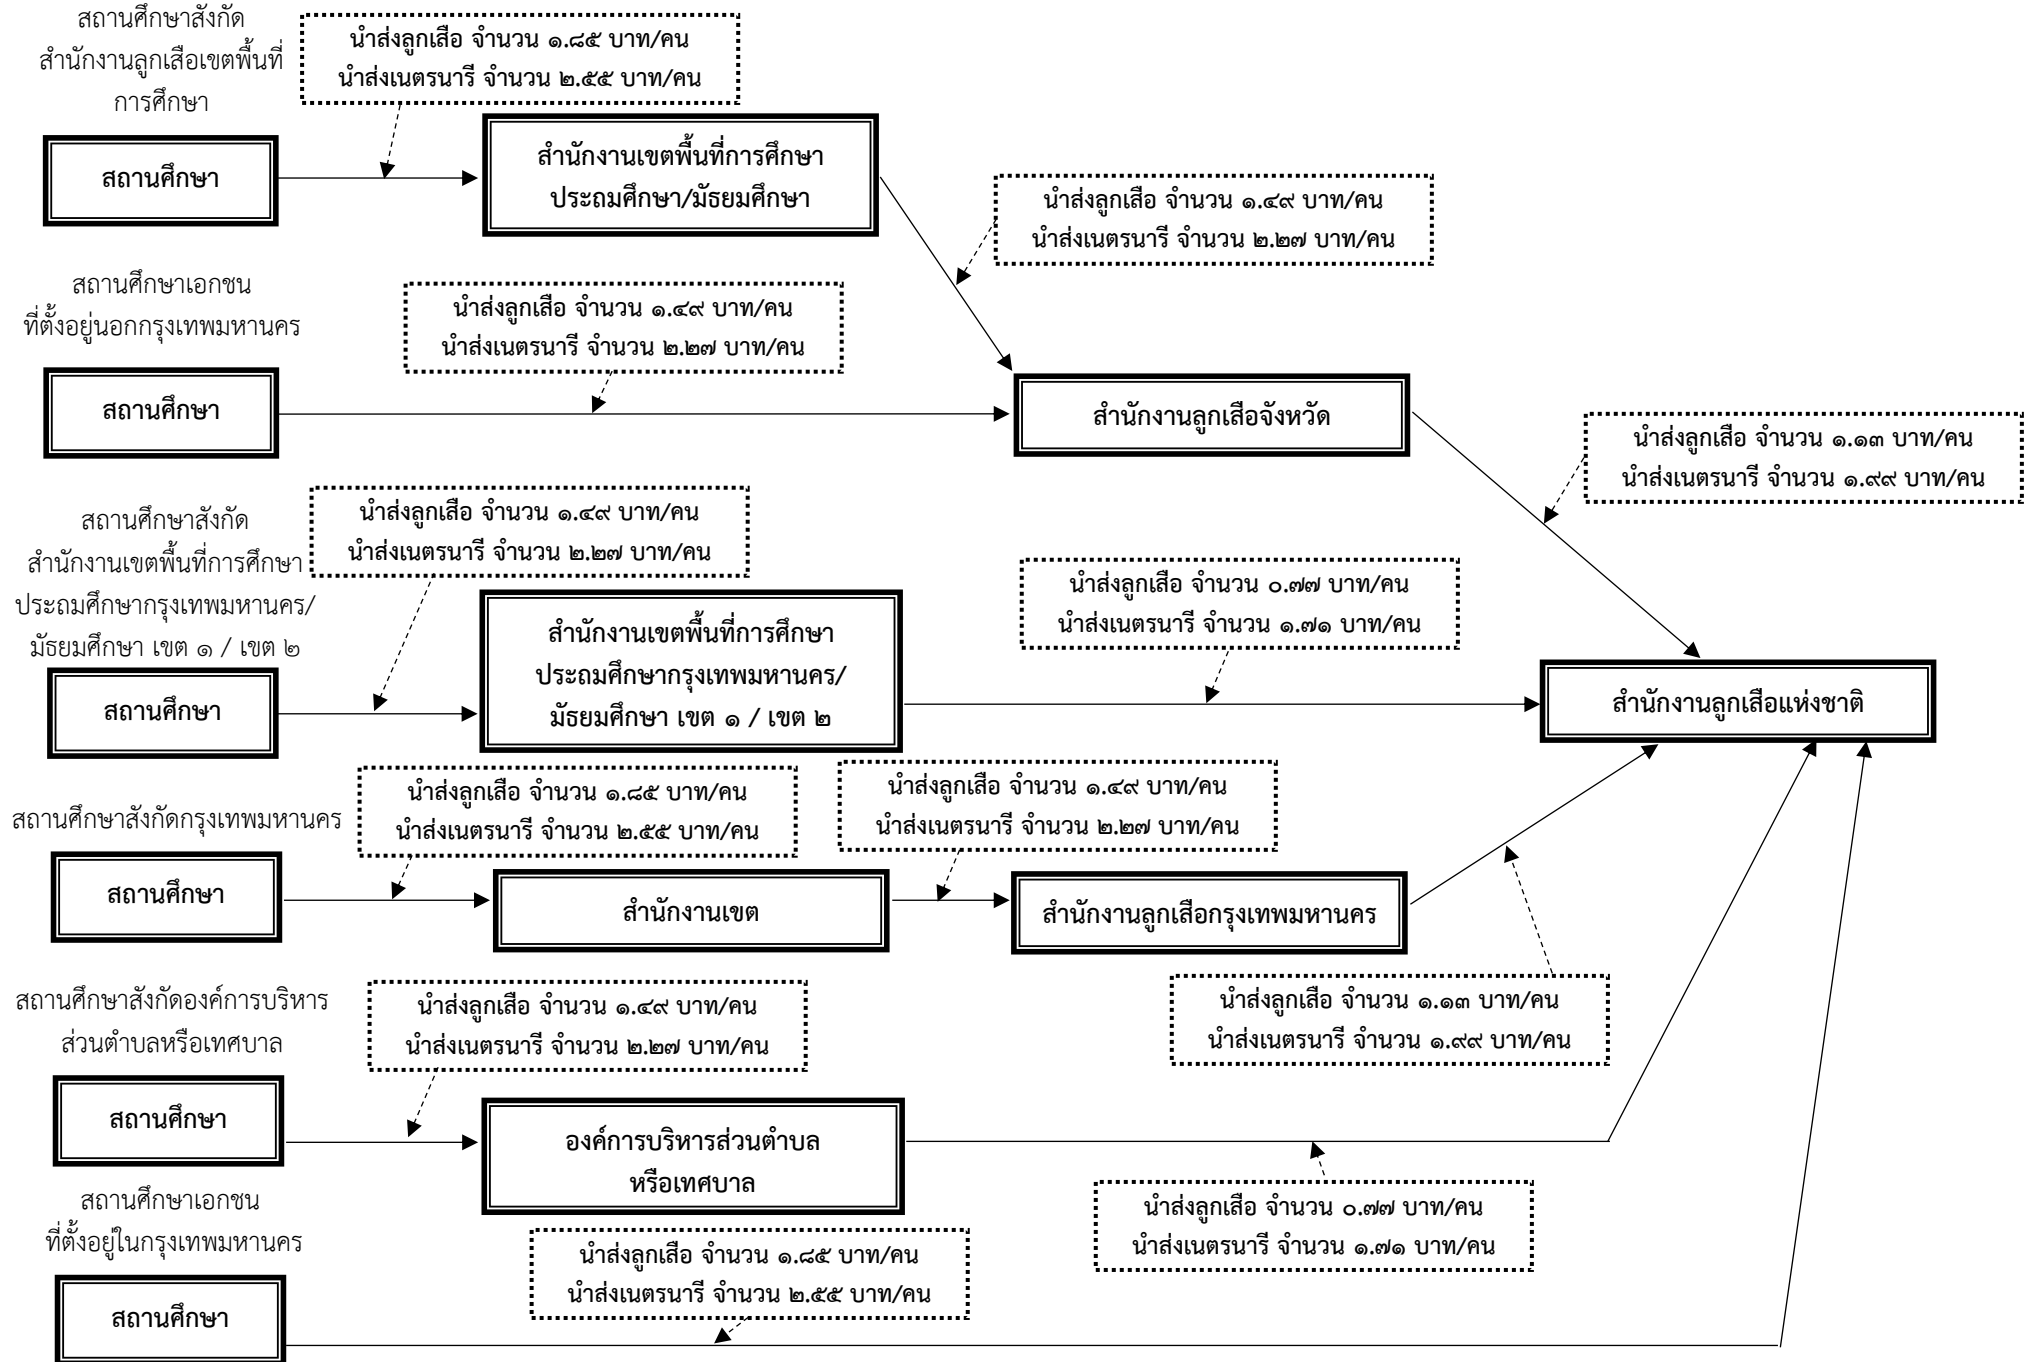 สถานศึกษาสังกัด
สำนักงานลูกเสือเขตพื้นที่
การศึกษา
นำส่งลูกเสือ จำนวน ๑.๘๕ บาท/คน
นำส่งเนตรนารี จำนวน ๒.๕๕ บาท/คน
สถานศึกษา
สำนักงานเขตพื้นที่การศึกษา
ประถมศึกษา/มัธยมศึกษา
นำส่งลูกเสือ จำนวน ๑.๔๙ บาท/คน
นำส่งเนตรนารี จำนวน ๒.๒๗ บาท/คน
สถานศึกษาเอกชน
ที่ตั้งอยู่นอกกรุงเทพมหานคร
นำส่งลูกเสือ จำนวน ๑.๔๙ บาท/คน
นำส่งเนตรนารี จำนวน ๒.๒๗ บาท/คน
สถานศึกษา
สำนักงานลูกเสือจังหวัด
นำส่งลูกเสือ จำนวน ๑.๑๓ บาท/คน
นำส่งเนตรนารี จำนวน ๑.๙๙ บาท/คน
สถานศึกษาสังกัด
สำนักงานเขตพื้นที่การศึกษา
ประถมศึกษากรุงเทพมหานคร/
มัธยมศึกษา เขต ๑ / เขต ๒
นำส่งลูกเสือ จำนวน ๑.๔๙ บาท/คน
นำส่งเนตรนารี จำนวน ๒.๒๗ บาท/คน
สถานศึกษา
สำนักงานเขตพื้นที่การศึกษา
ประถมศึกษากรุงเทพมหานคร/
มัธยมศึกษา เขต ๑ / เขต ๒
นำส่งลูกเสือ จำนวน ๐.๗๗ บาท/คน
นำส่งเนตรนารี จำนวน ๑.๗๑ บาท/คน
สำนักงานลูกเสือแห่งชาติ
สถานศึกษาสังกัดกรุงเทพมหานคร
นำส่งลูกเสือ จำนวน ๑.๘๕ บาท/คน
นำส่งเนตรนารี จำนวน ๒.๕๕ บาท/คน
นำส่งลูกเสือ จำนวน ๑.๔๙ บาท/คน
นำส่งเนตรนารี จำนวน ๒.๒๗ บาท/คน
สถานศึกษา
สำนักงานเขต
สำนักงานลูกเสือกรุงเทพมหานคร
นำส่งลูกเสือ จำนวน ๑.๑๓ บาท/คน
นำส่งเนตรนารี จำนวน ๑.๙๙ บาท/คน
สถานศึกษาสังกัดองค์การบริหาร
ส่วนตำบลหรือเทศบาล
นำส่งลูกเสือ จำนวน ๑.๔๙ บาท/คน
นำส่งเนตรนารี จำนวน ๒.๒๗ บาท/คน
สถานศึกษา
องค์การบริหารส่วนตำบล
หรือเทศบาล
นำส่งลูกเสือ จำนวน ๐.๗๗ บาท/คน
นำส่งเนตรนารี จำนวน ๑.๗๑ บาท/คน
สถานศึกษาเอกชน
ที่ตั้งอยู่ในกรุงเทพมหานคร
นำส่งลูกเสือ จำนวน ๑.๘๕ บาท/คน
นำส่งเนตรนารี จำนวน ๒.๕๕ บาท/คน
สถานศึกษา